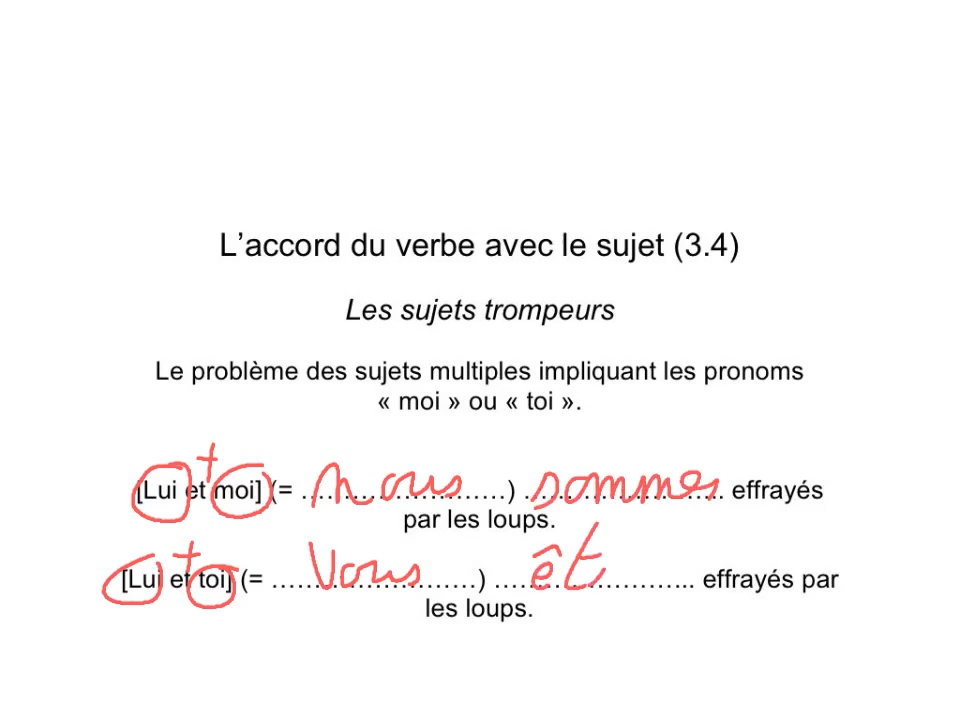 L'accord du verbe avec le sujet (3.4)
Les sujets trompeurs
Le problème des sujets multiples impliquant les pronoms
« moi » ou « toi ».
[Lui et + moi] (= nous) sommes effrayés
par les loups.
[Lui et + toi] (= Vous) êt effrayés par
les loups.